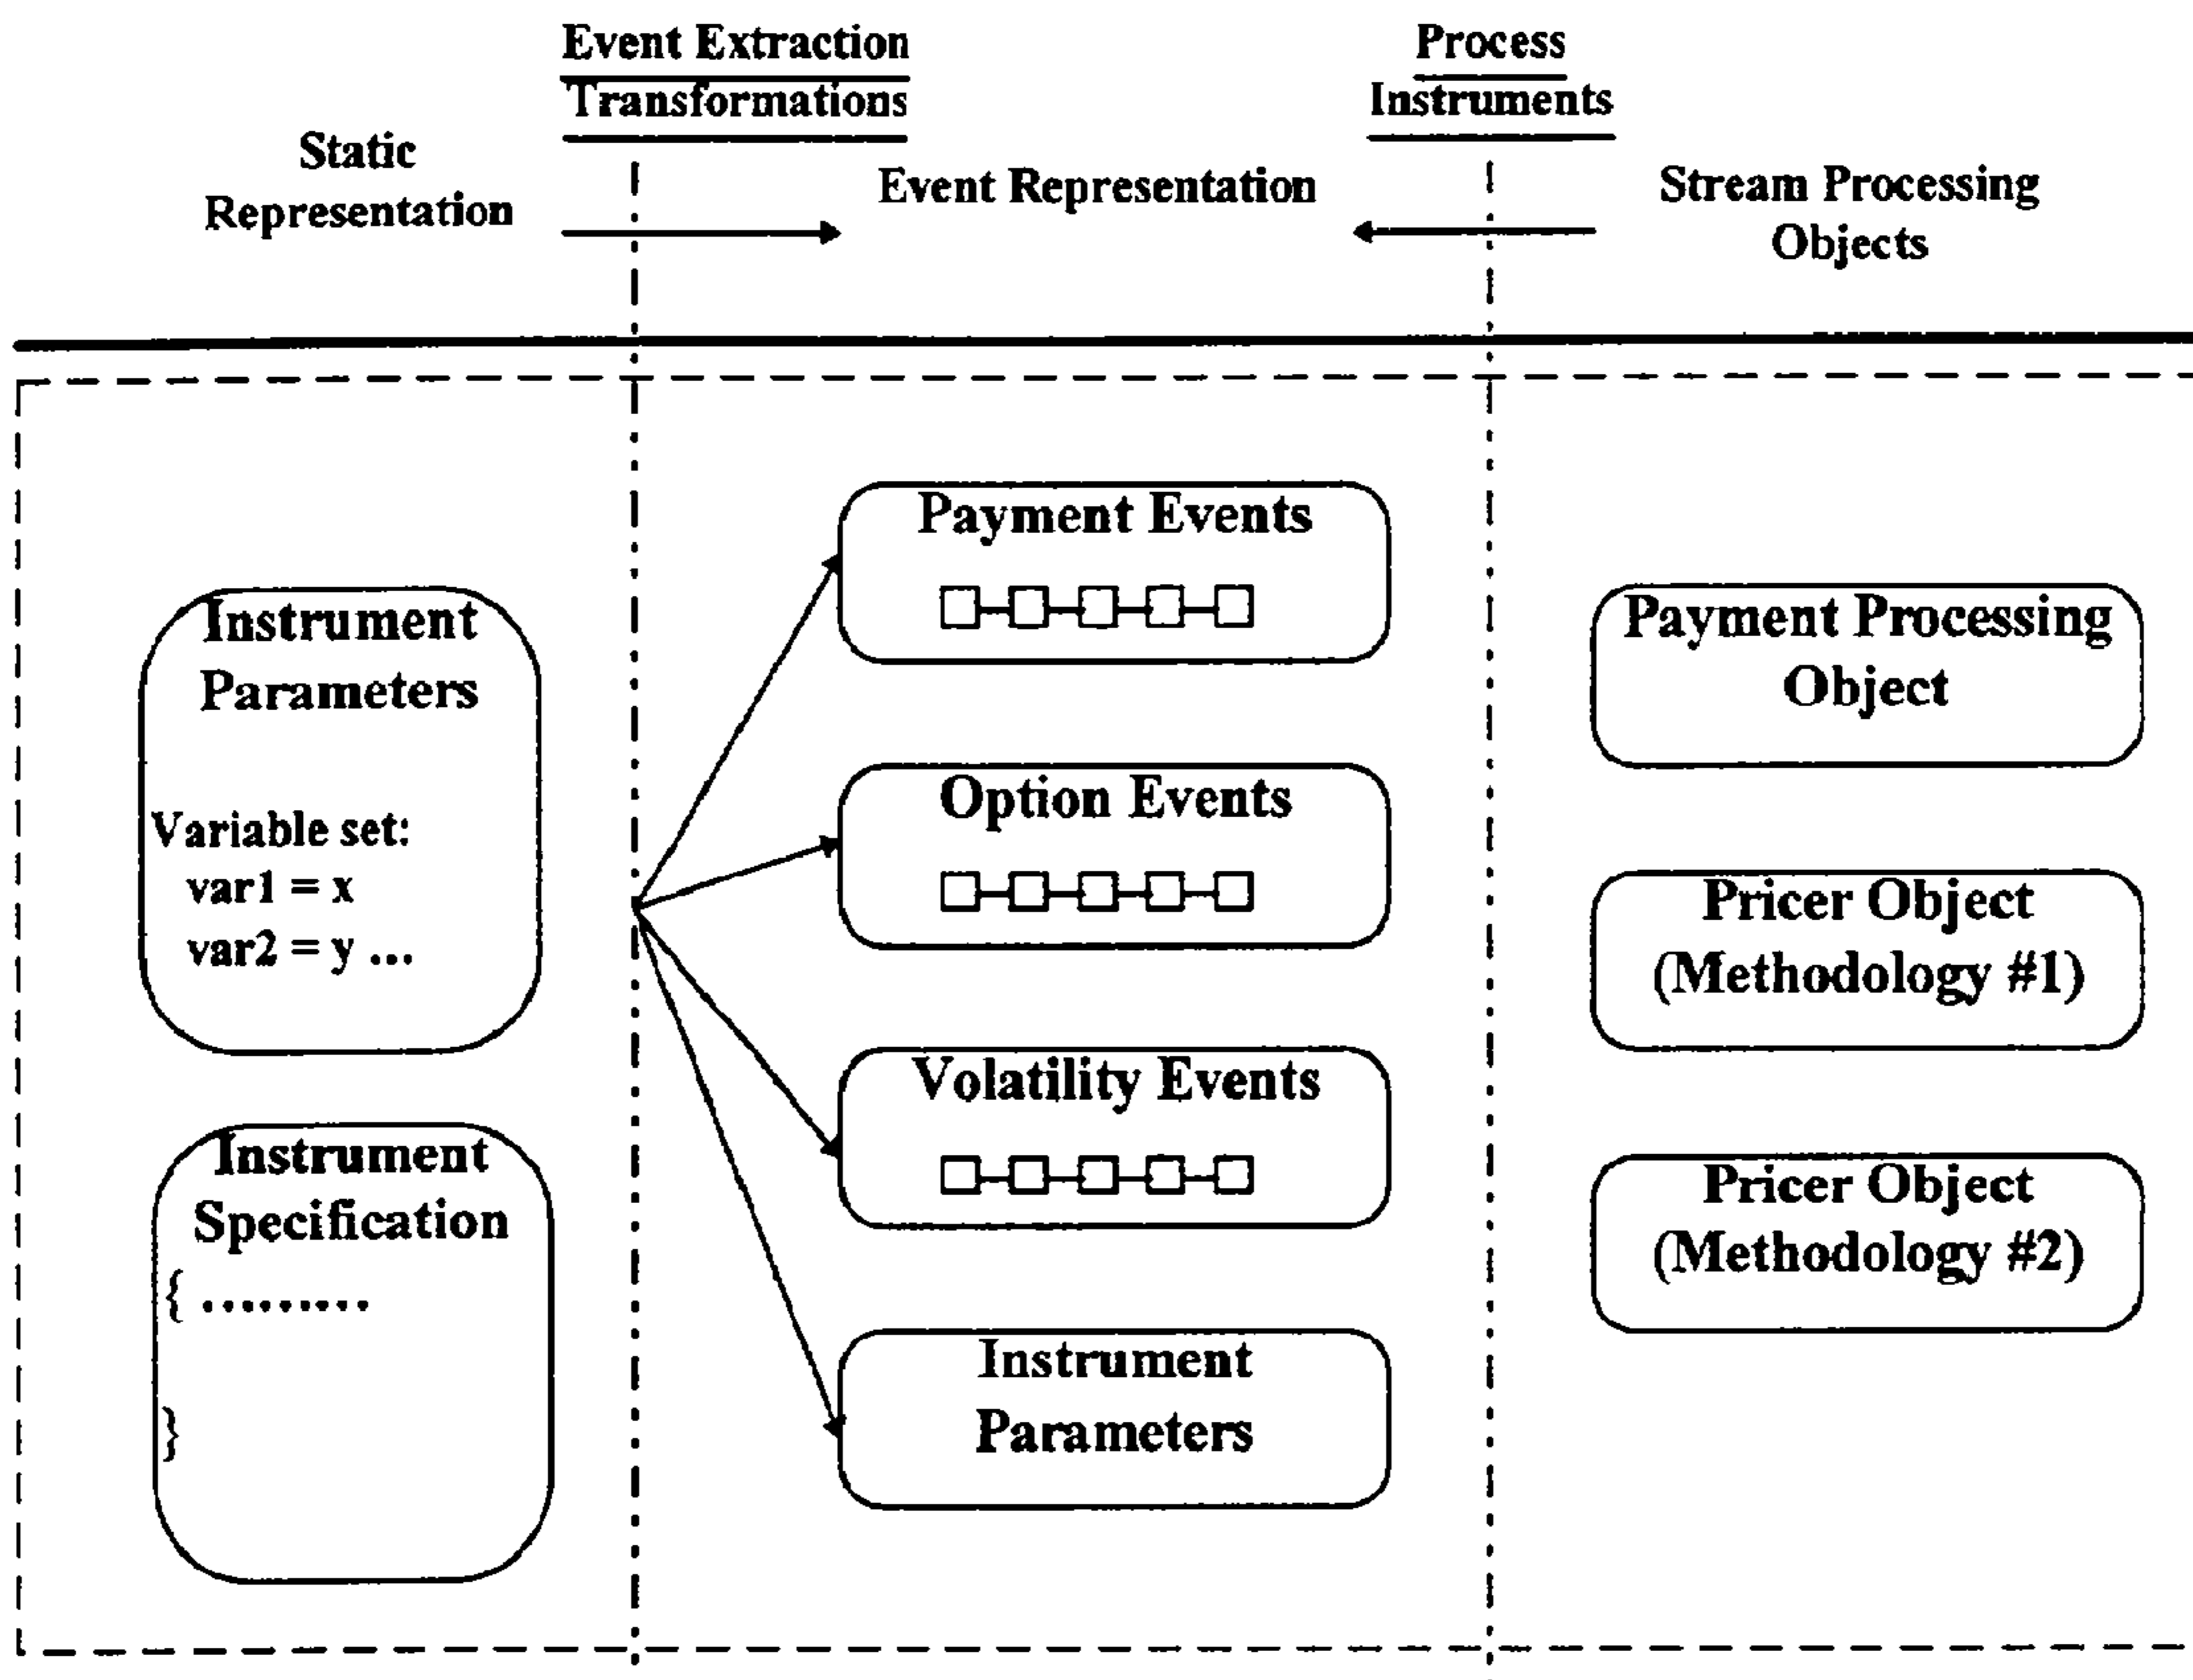 Event Extraction
Transformations
Process
Instruments
Static
Representation
Event Representation
Stream Processing
Objects
Instrument
Parameters
Variable set:
var1 = x
var2 = y ...
Instrument
Specification
{ .........
}
Payment Events
Option Events
Volatility Events
Instrument
Parameters
Payment Processing
Object
Pricer Object
(Methodology #1)
Pricer Object
(Methodology #2)